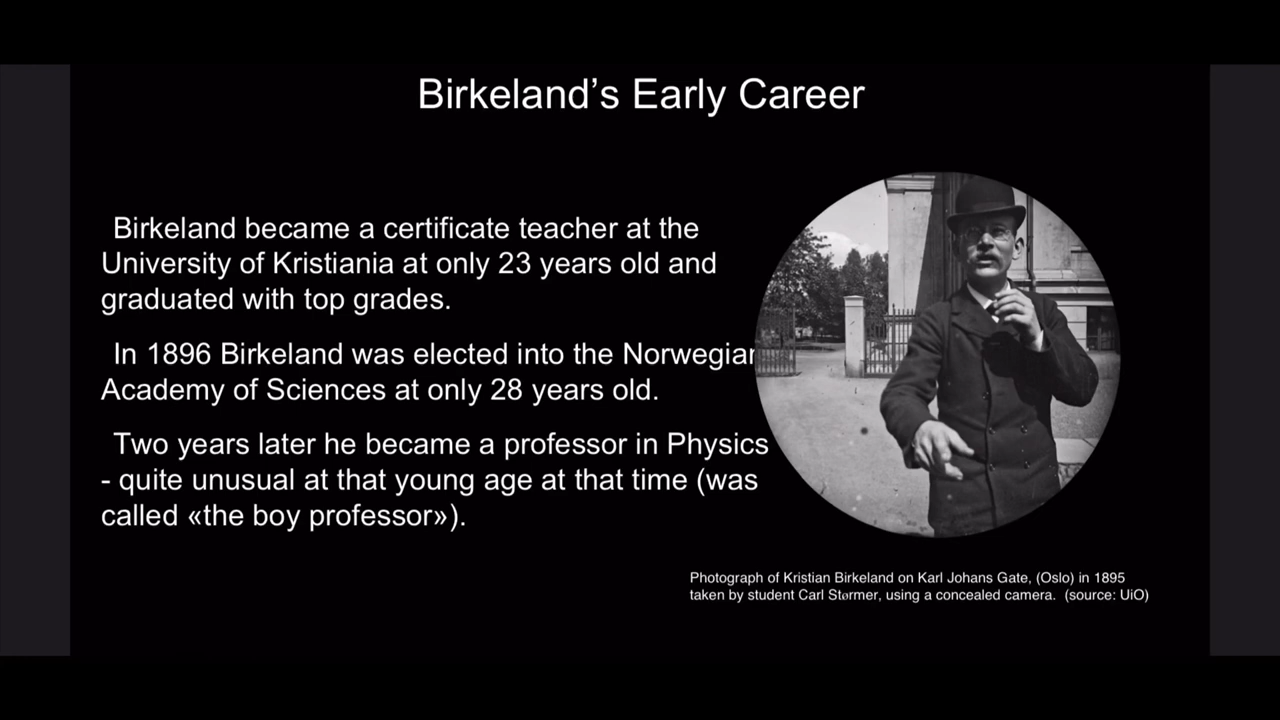 Birkeland’s Early Career
Birkeland became a certificate teacher at the
University of Kristiania at only 23 years old and
graduated with top grades.
In 1896 Birkeland was elected into the Norwegian
Academy of Sciences at only 28 years old.
Two years later he became a professor in Physics
- quite unusual at that young age at that time (was
called «the boy professor»).
Photograph of Kristian Birkeland on Karl Johans Gate, (Oslo) in 1895
taken by student Carl Størmer, using a concealed camera. (source: UiO)